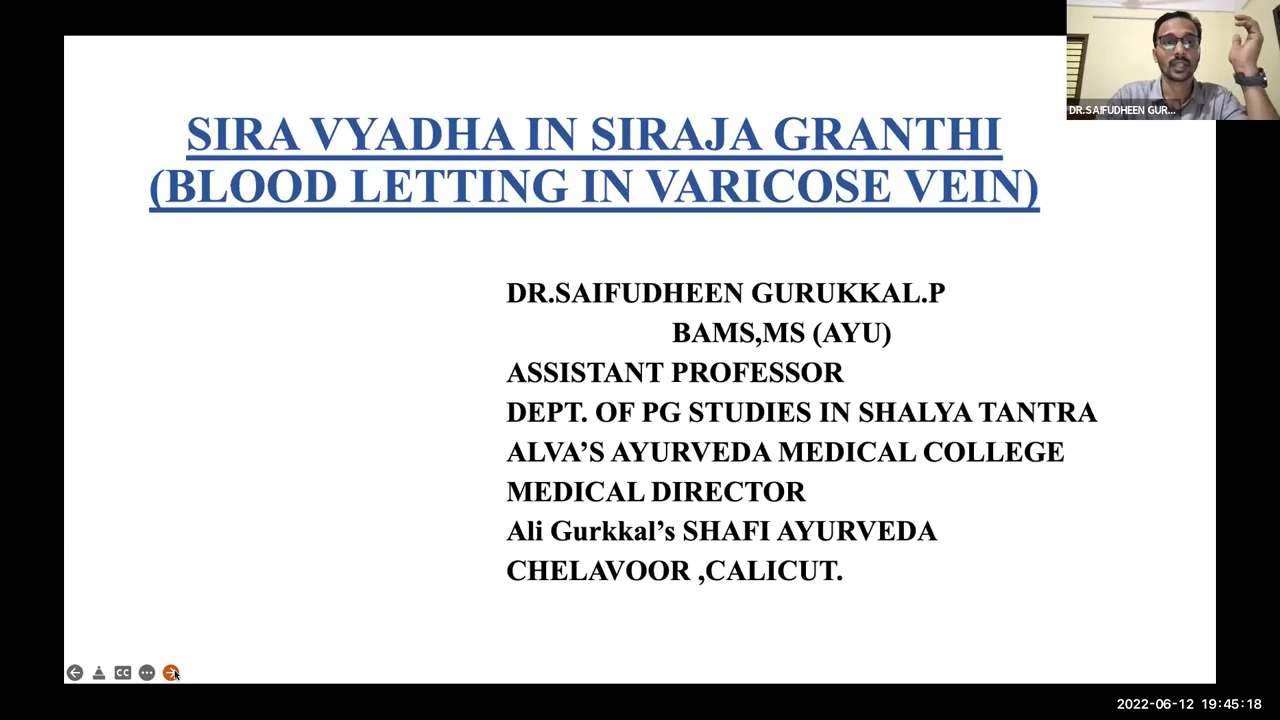 DR.SAIFUDHEEN GUR...
SIRA VYADHA IN SIRAJA GRANTHI
(BLOOD LETTING IN VARICOSE VEIN)
DR.SAIFUDHEEN GURUKKAL.P
BAMS,MS (AYU)
ASSISTANT PROFESSOR
DEPT. OF PG STUDIES IN SHALYA TANTRA
ALVA’S AYURVEDA MEDICAL COLLEGE
MEDICAL DIRECTOR
Ali Gurkkal’s SHAFI AYURVEDA
CHELAVOOR ,CALICUT.
CC
2022-06-12 19:45:18